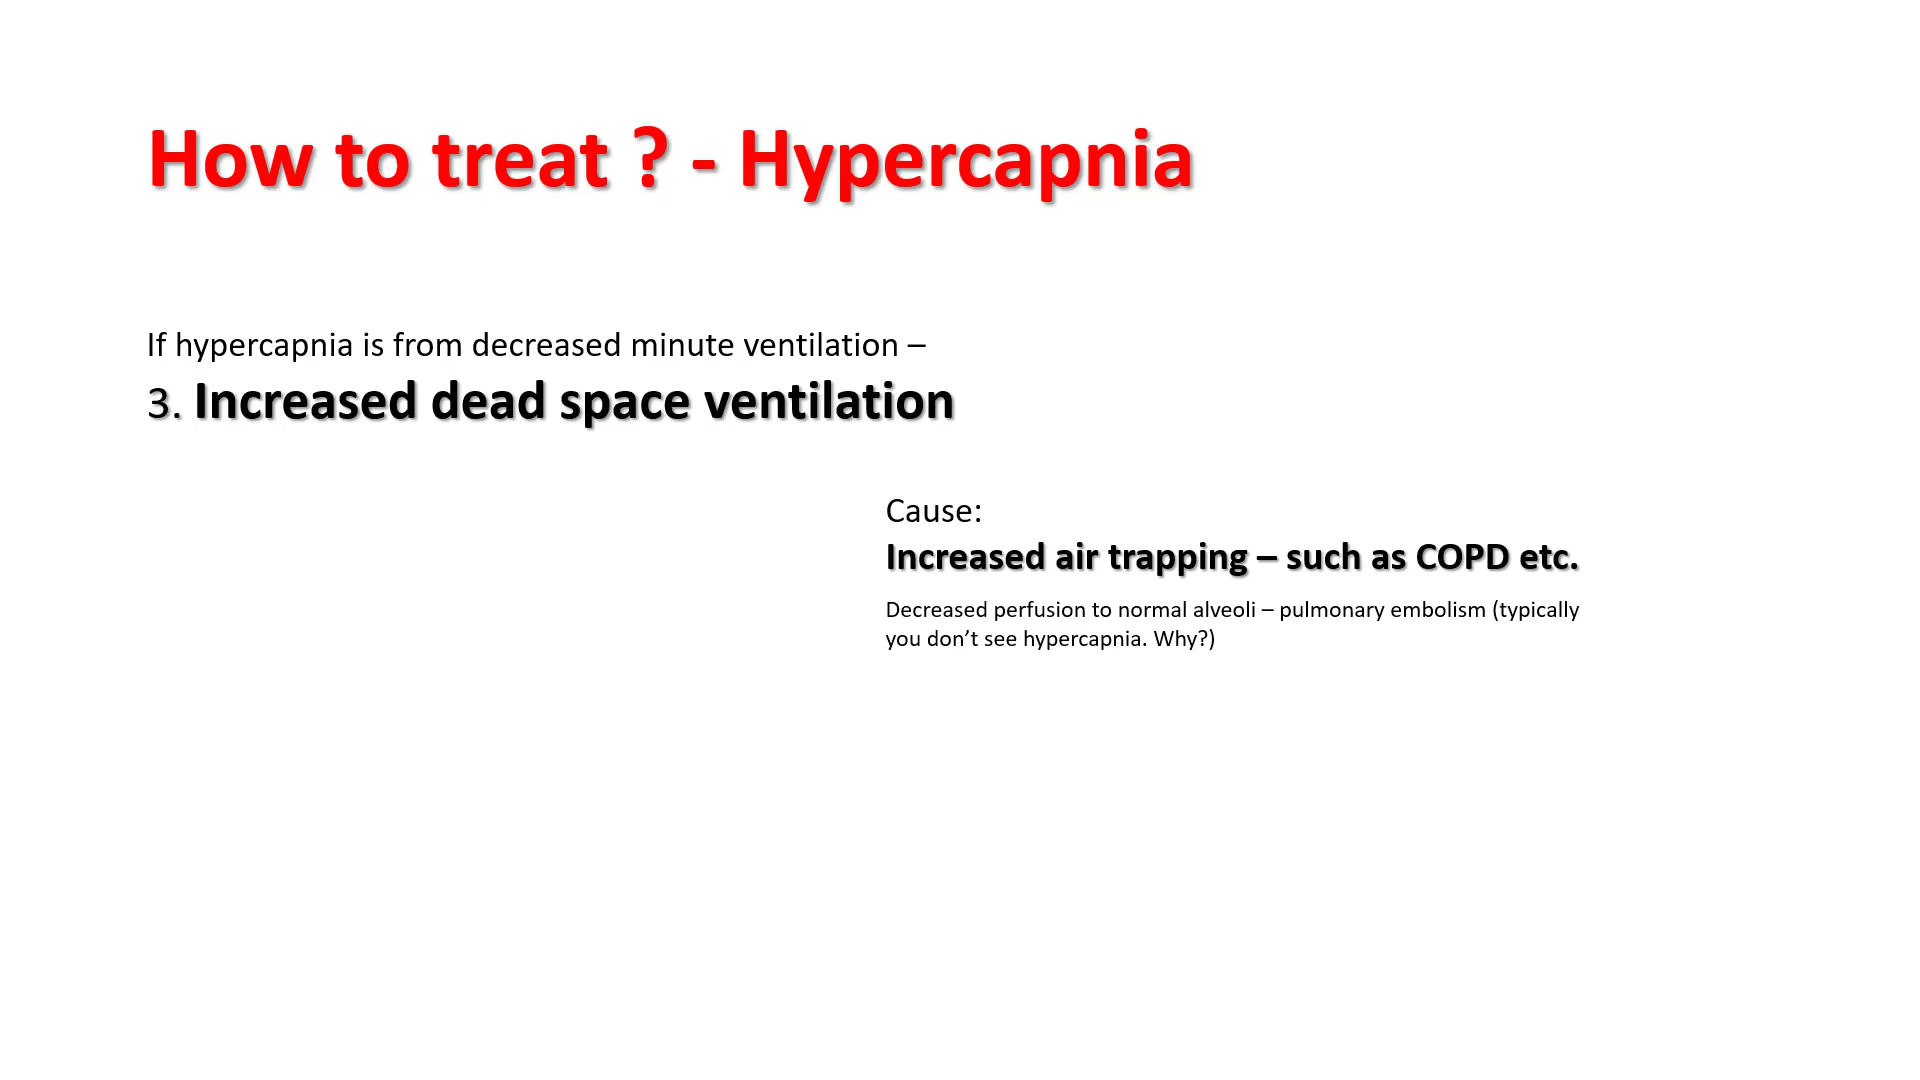 How to treat ? - Hypercapnia
If hypercapnia is from decreased minute ventilation –
3. Increased dead space ventilation
Cause:
Increased air trapping – such as COPD etc.
Decreased perfusion to normal alveoli – pulmonary embolism (typically
you don’t see hypercapnia. Why?)